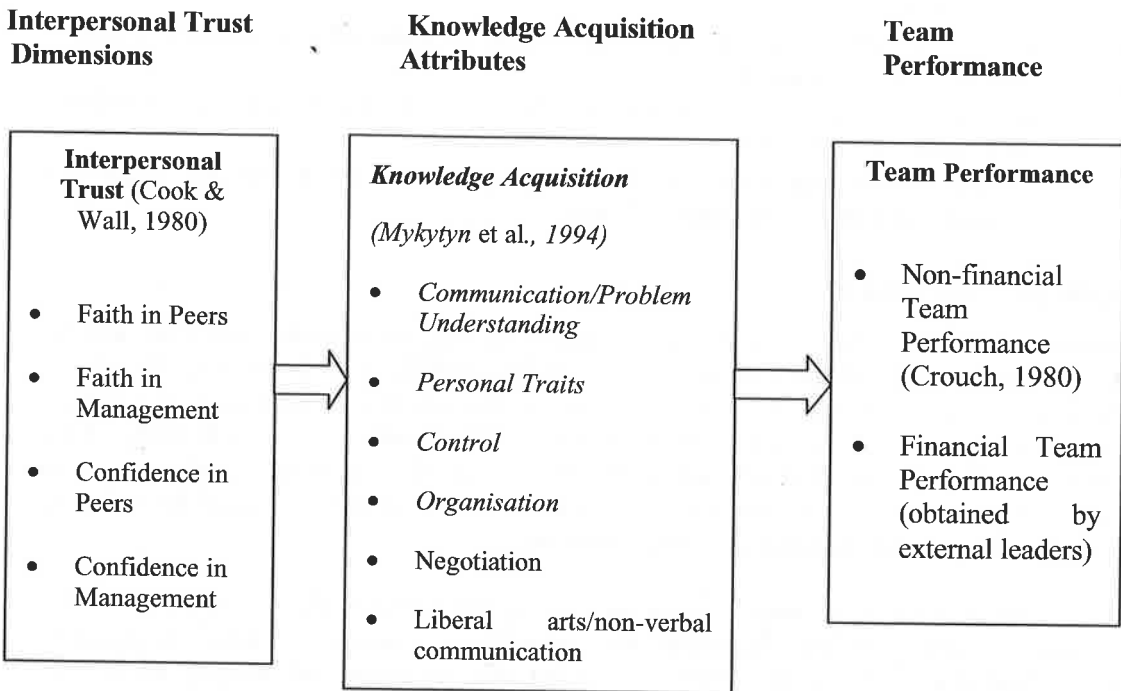 Interpersonal Trust
Dimensions
Knowledge Acquisition
Attributes
Team
Performance
Interpersonal
Trust (Cook &
Wall, 1980)
• Faith in Peers
• Faith in
Management
• Confidence in
Peers
• Confidence in
Management
Knowledge Acquisition
(Mykytyn et al., 1994)
• Communication/Problem
Understanding
• Personal Traits
• Control
• Organisation
• Negotiation
• Liberal arts/non-verbal
communication
Team Performance
• Non-financial
Team
Performance
(Crouch, 1980)
• Financial Team
Performance
(obtained by
external leaders)